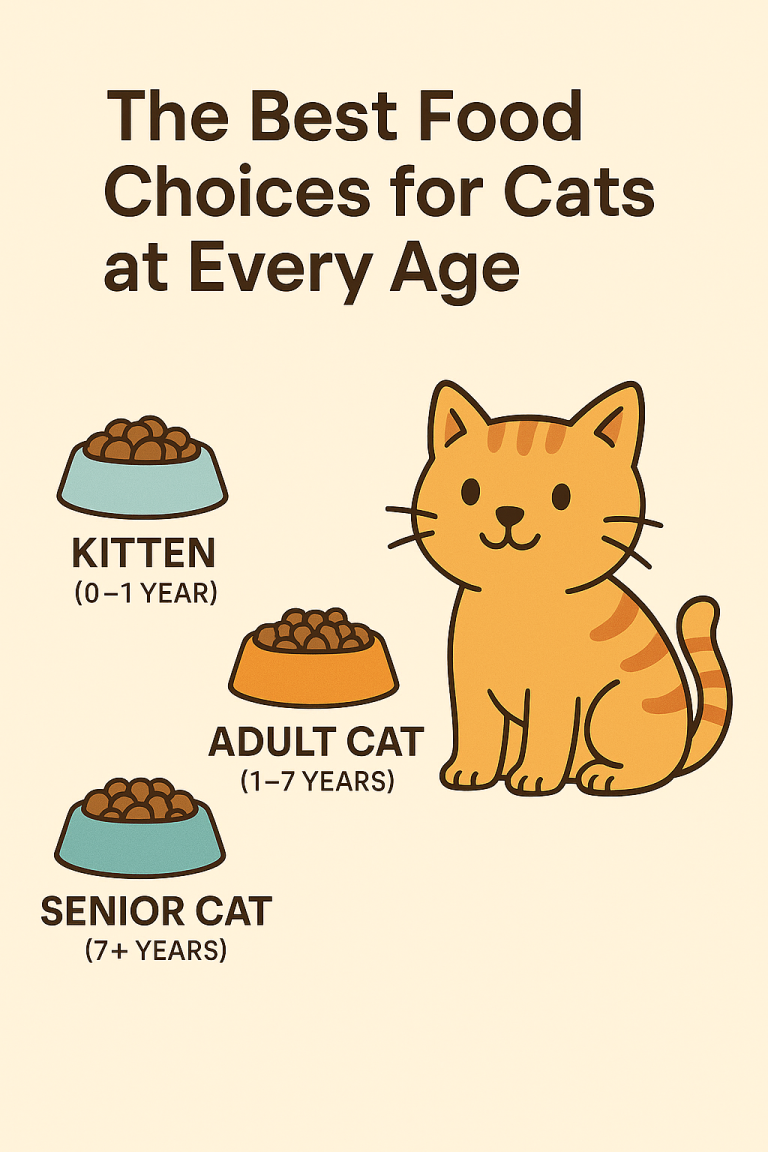 The Best Food
Choices for Cats
at Every Age
KITTEN
(0–1 YEAR)
ADULT CAT
(1–7 YEARS)
SENIOR CAT
(7+ YEARS)